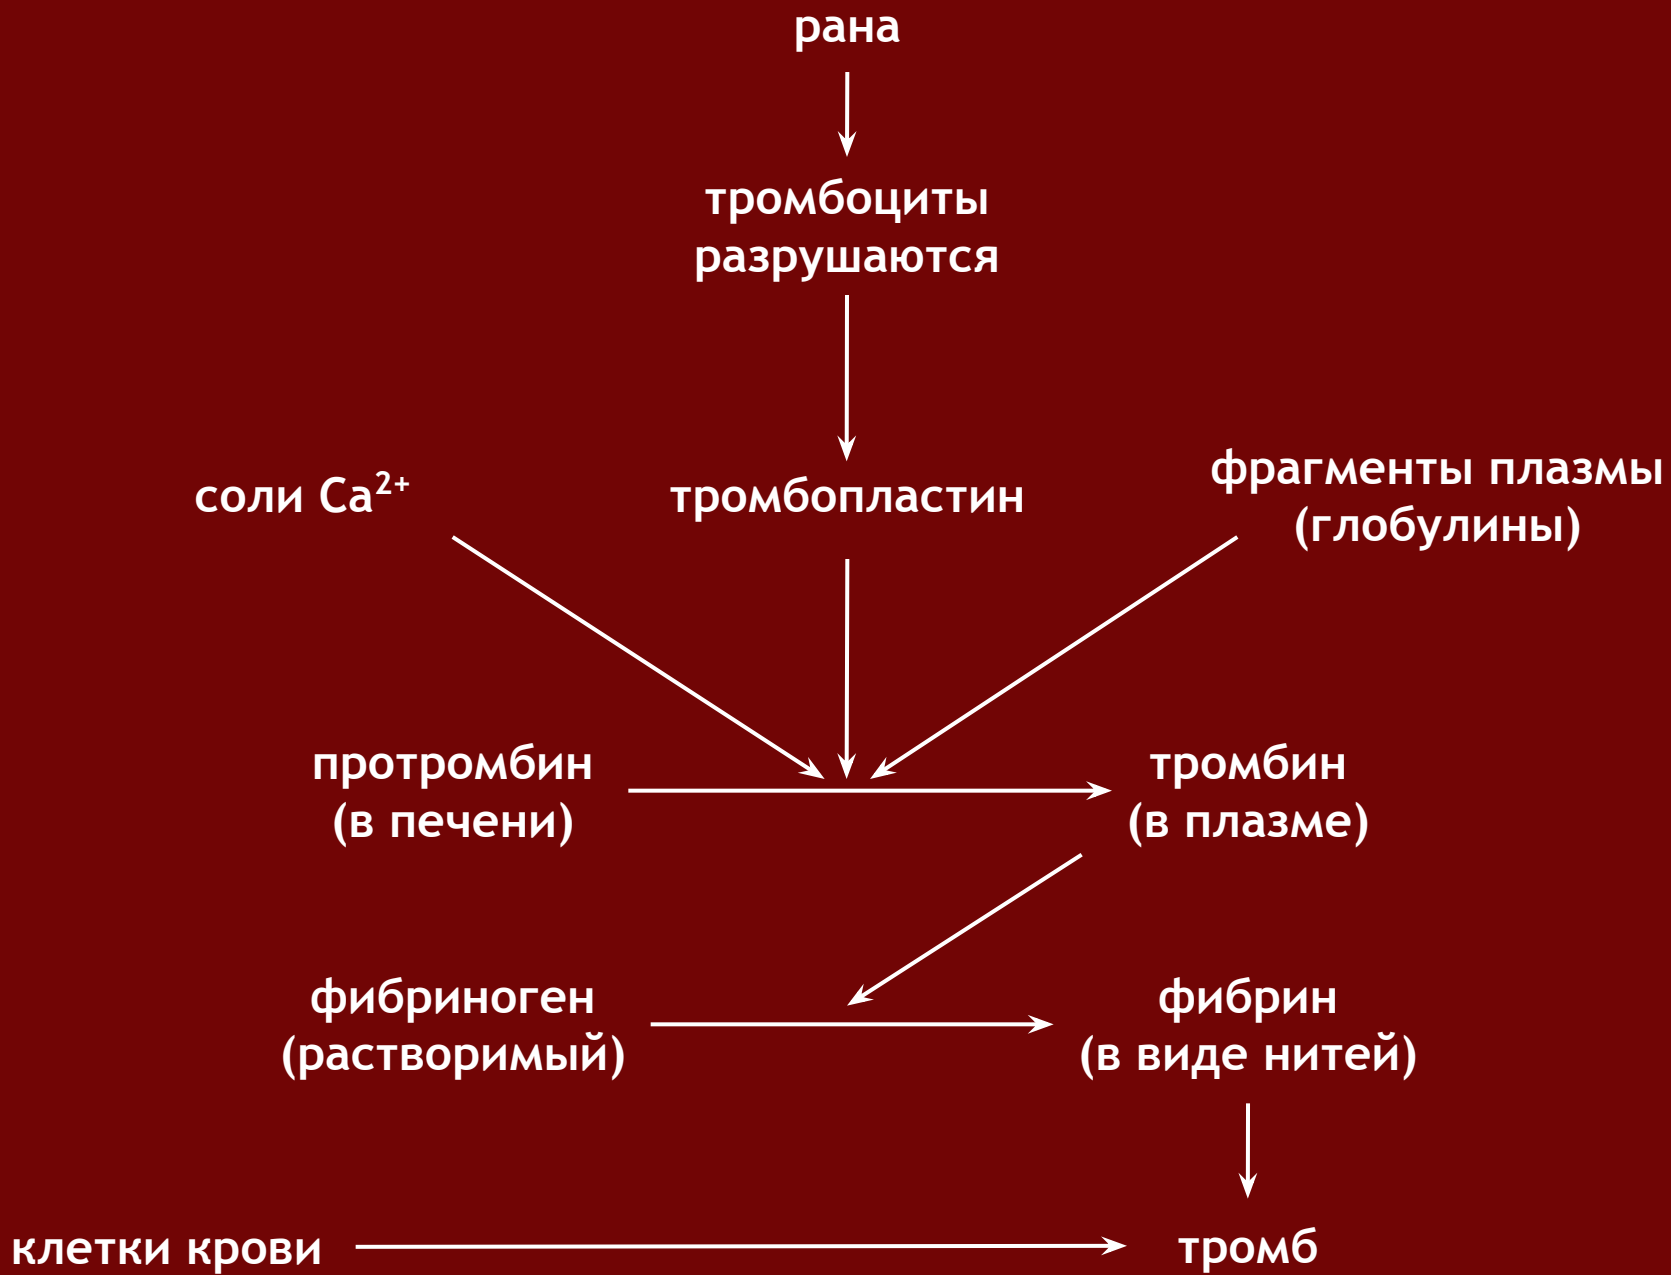 рана
тромбоциты
разрушаются
соли Ca²⁺
тромбопластин
фрагменты плазмы
(глобулины)
протромбин
(в печени)
тромбин
(в плазме)
фибриноген
(растворимый)
фибрин
(в виде нитей)
клетки крови
тромб